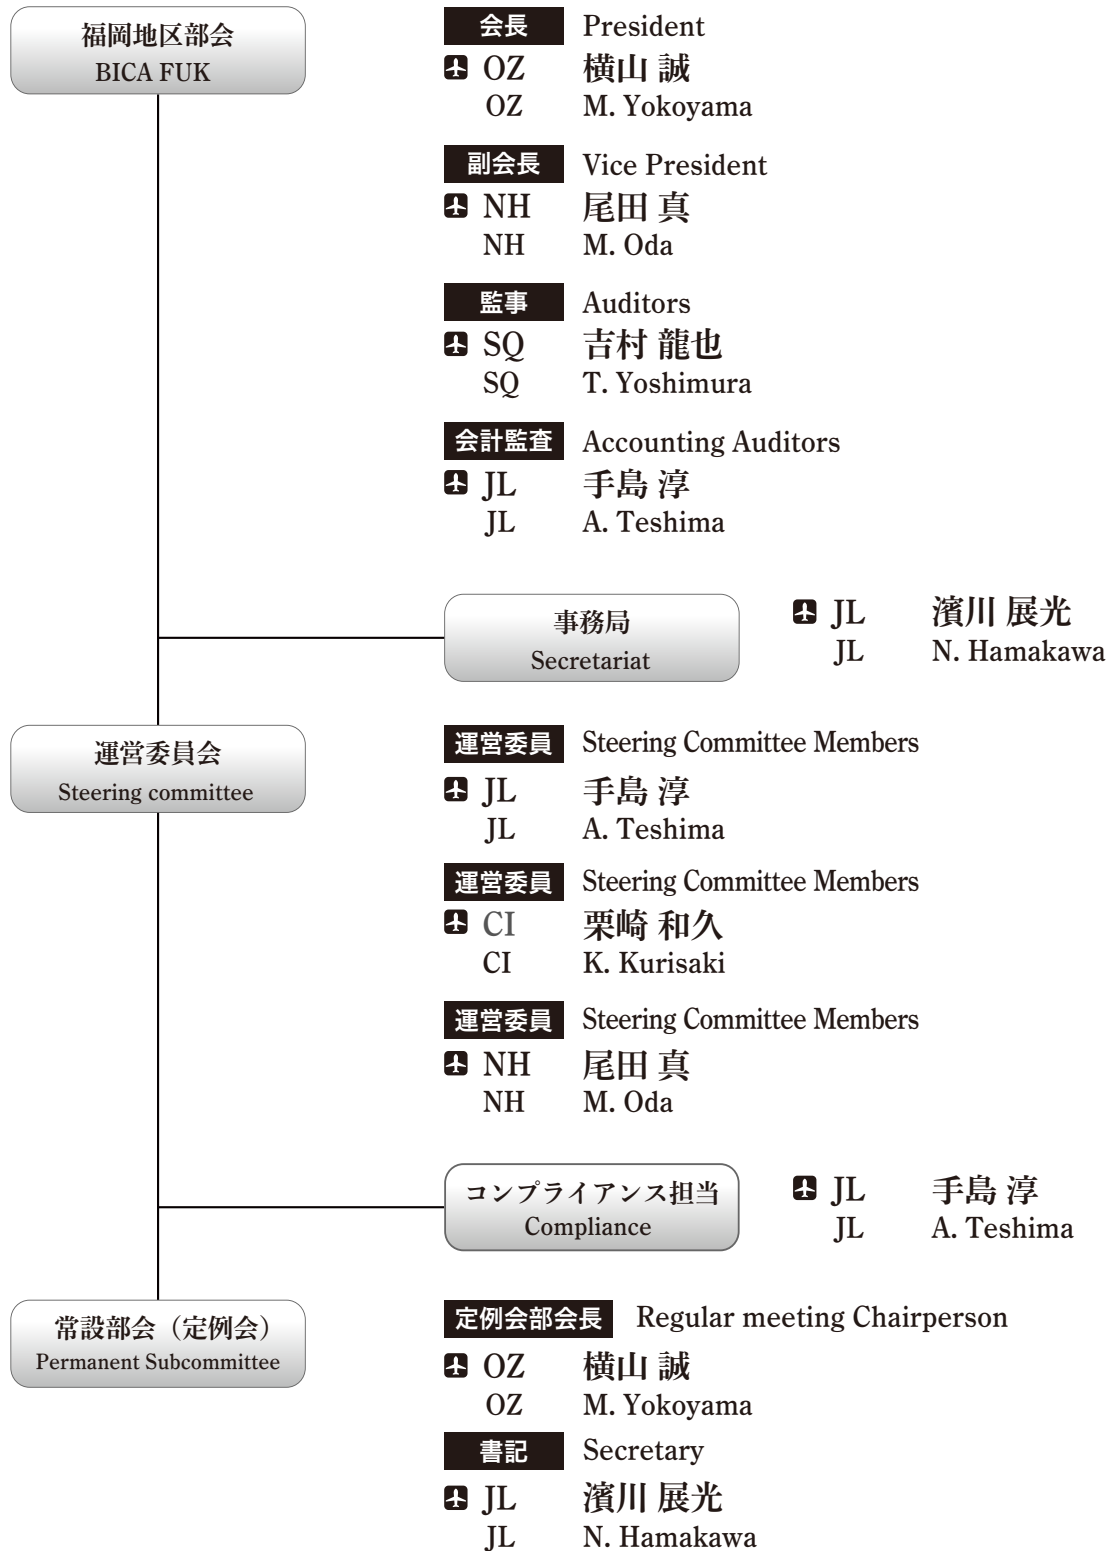 福岡地区部会
BICA FUK
会長 President
OZ 横山 誠
OZ M. Yokoyama
副会長 Vice President
NH 尾田 真
NH M. Oda
監事 Auditors
SQ 吉村 龍也
SQ T. Yoshimura
会計監査 Accounting Auditors
JL 手島 淳
JL A. Teshima
事務局
Secretariat
JL 濱川 展光
JL N. Hamakawa
運営委員会
Steering committee
運営委員 Steering Committee Members
JL 手島 淳
JL A. Teshima
運営委員 Steering Committee Members
CI 栗崎 和久
CI K. Kurisaki
運営委員 Steering Committee Members
NH 尾田 真
NH M. Oda
コンプライアンス担当
Compliance
JL 手島 淳
JL A. Teshima
常設部会（定例会）
Permanent Subcommittee
定例会部会長 Regular meeting Chairperson
OZ 横山 誠
OZ M. Yokoyama
書記 Secretary
JL 濱川 展光
JL N. Hamakawa